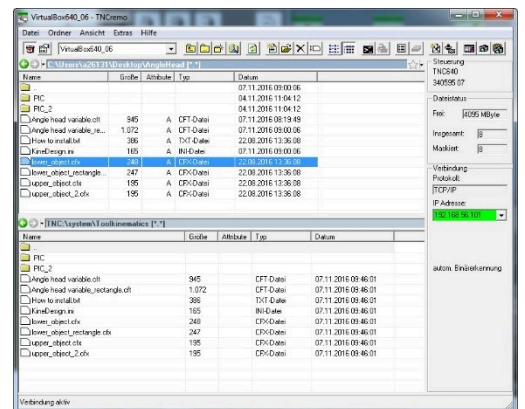 VirtualBox640_06 - TNCremo
Datei Ordner Ansicht Extras Hilfe
VirtualBox640_06
C:\Users\a26131\Desktop\AngleHead [*.*]
Name Größe Attribute Typ Datum
.. 07.11.2016 09:00:06
PIC 04.11.2016 11:04:12
PIC_2 04.11.2016 11:04:12
Angle head variable.cft 945 A CFT-Datei 07.11.2016 08:19:49
Angle head variable_re... 1.072 A CFT-Datei 07.11.2016 09:00:06
How to install.txt 386 A TXT-Datei 22.08.2016 13:36:08
KineDesign.ini 165 A INI-Datei 07.11.2016 09:00:06
lower_object.cfx 248 A CFX-Datei 22.08.2016 13:36:08
lower_object_rectangle... 247 A CFX-Datei 22.08.2016 13:36:08
upper_object.cfx 195 A CFX-Datei 22.08.2016 13:36:08
upper_object_2.cfx 195 A CFX-Datei 22.08.2016 13:36:08
TNC:\system\Toolkinematics [*.*]
Name Größe Attribute Typ Datum
..
PIC
PIC_2
Angle head variable.cft 945 CFT-Datei 07.11.2016 09:46:01
Angle head variable_rectangle.cft 1.072 CFT-Datei 07.11.2016 09:46:01
How to install.txt 386 TXT-Datei 07.11.2016 09:46:01
KineDesign.ini 165 INI-Datei 07.11.2016 09:46:01
lower_object.cfx 248 CFX-Datei 07.11.2016 09:46:01
lower_object_rectangle.cfx 247 CFX-Datei 07.11.2016 09:46:01
upper_object.cfx 195 CFX-Datei 07.11.2016 09:46:01
upper_object_2.cfx 195 CFX-Datei 07.11.2016 09:46:01
Steuerung
TNC640
340595 07
Dateistatus
Frei: 4095 MByte
Insgesamt: 8
Markiert: 8
Verbindung
Protokoll:
TCP/IP
IP Adresse:
192.168.56.101
autom. Binärerkennung
Verbindung aktiv